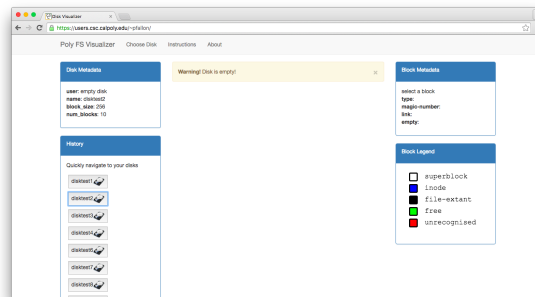 Disk Visualizer
https://users.csc.calpoly.edu/~pfallon/
Poly FS Visualizer Choose Disk Instructions About
Disk Metadata
user: empty disk
name: disktest2
block_size: 256
num_blocks: 10
Warning! Disk is empty! ×
Block Metadata
select a block
type:
magic-number:
link:
empty:
History
Quickly navigate to your disks
disktest1
disktest2
disktest3
disktest4
disktest6
disktest7
disktest8
Block Legend
superblock
inode
file-extant
free
unrecognised